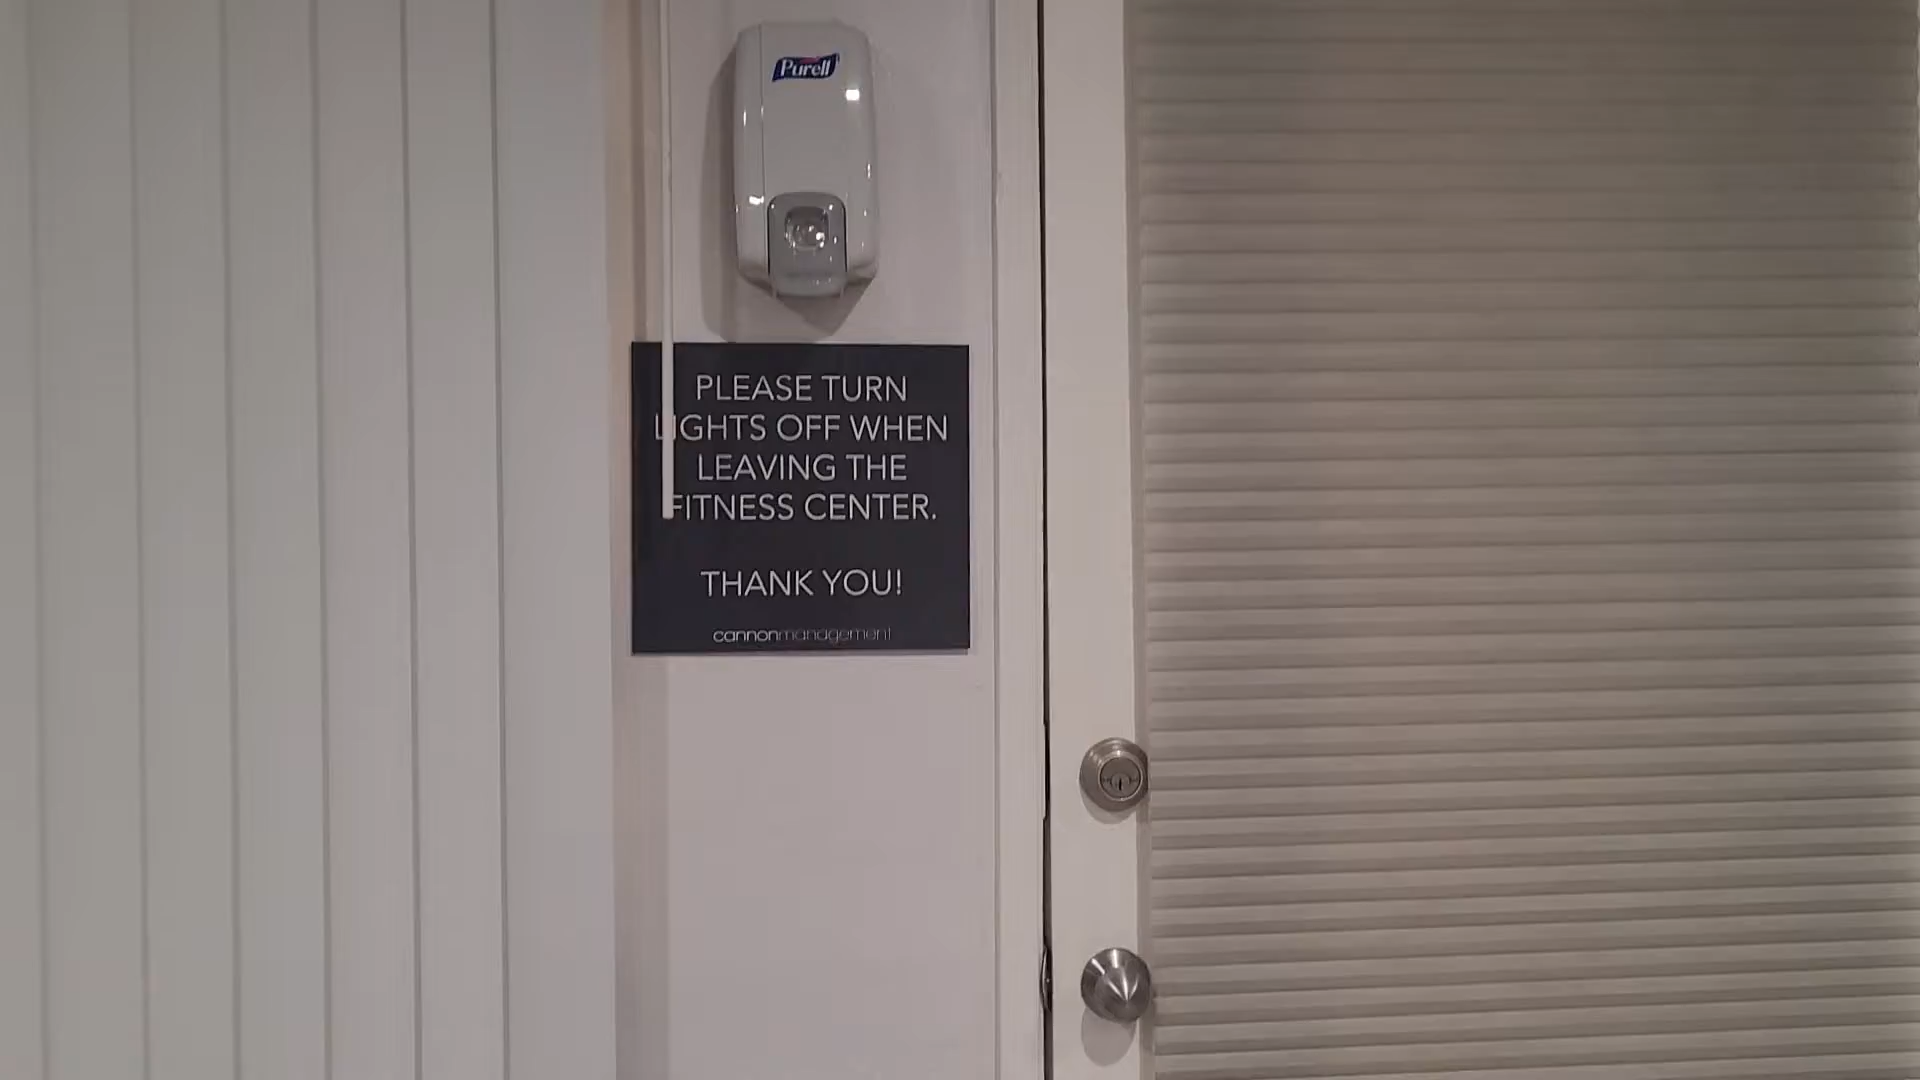 Purell
PLEASE TURN
LIGHTS OFF WHEN
LEAVING THE
FITNESS CENTER.
THANK YOU!
cannonmanagement